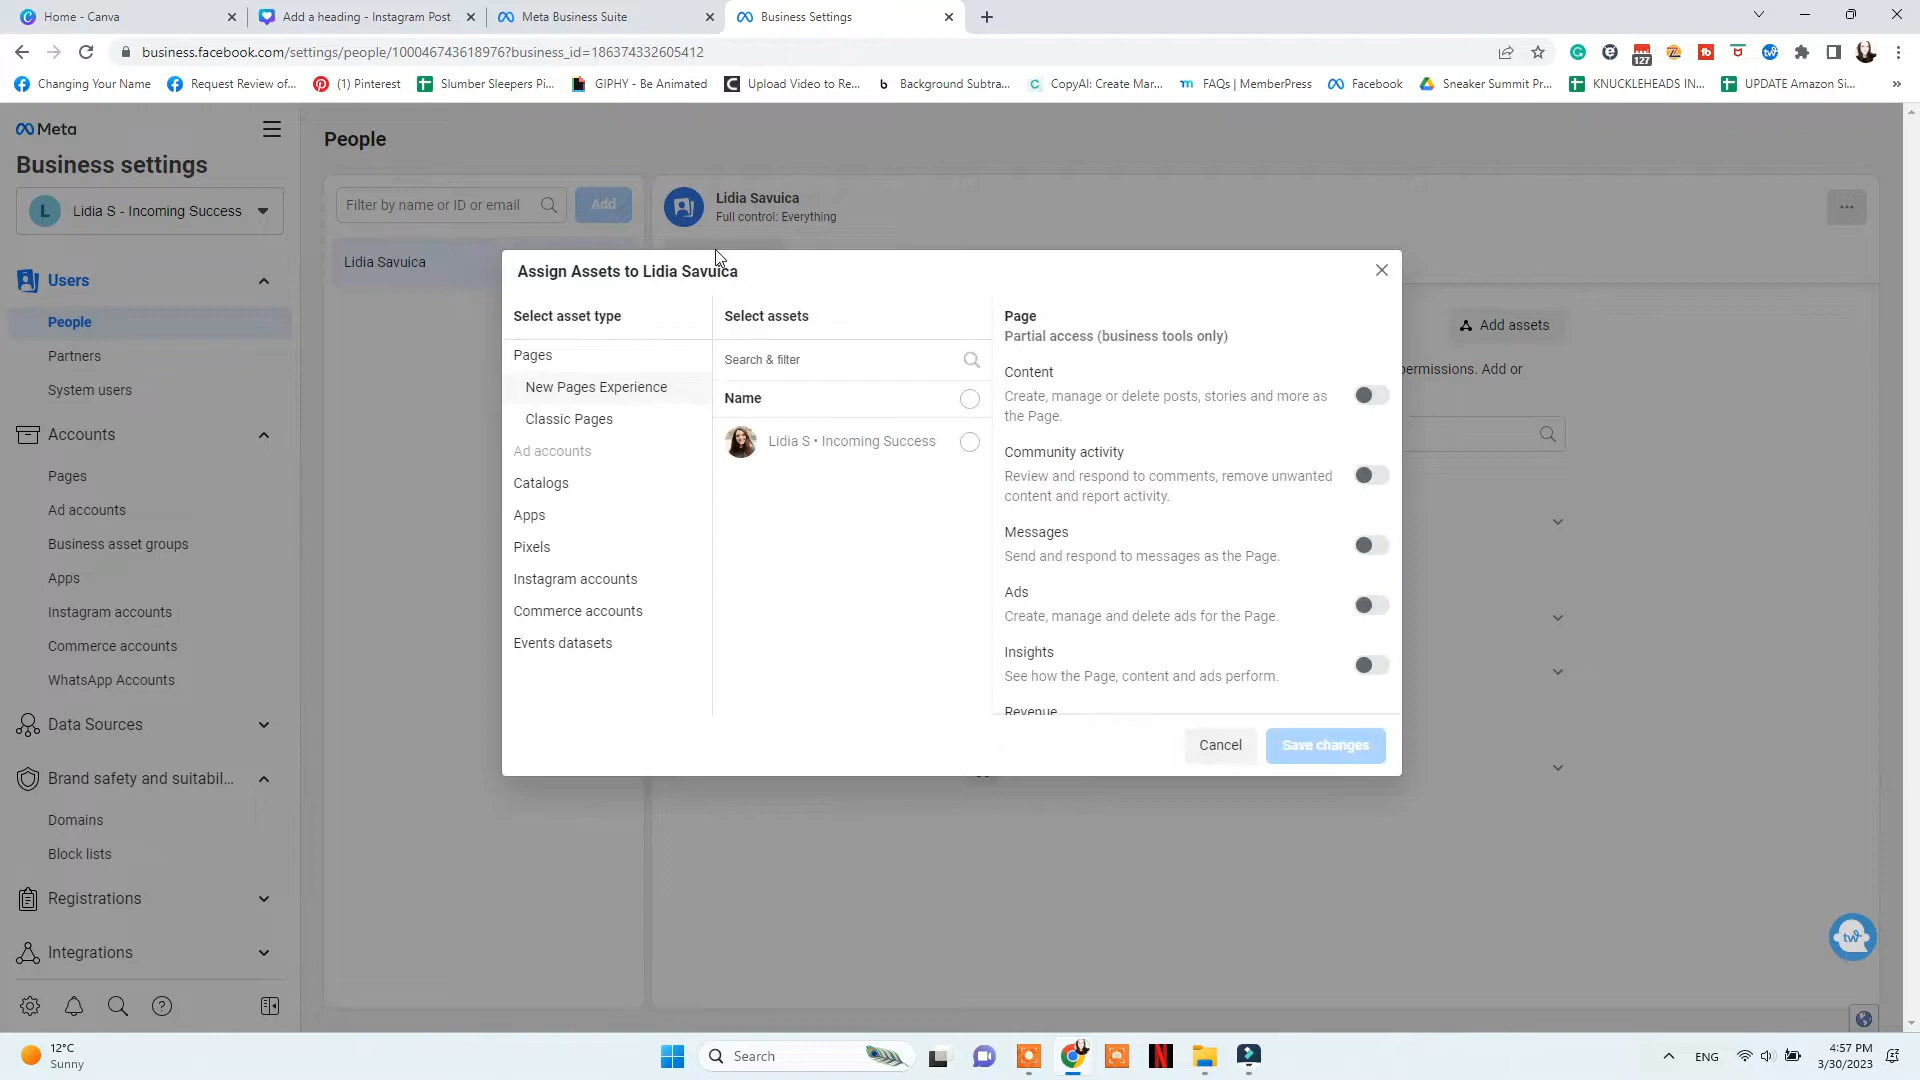 Home - Canva
Add a heading - Instagram Post
Meta Business Suite
Business Settings
business.facebook.com/settings/people/100046743618976?business_id=186374332605412
127
Changing Your Name
Request Review of...
(1) Pinterest
Slumber Sleepers Pi...
GIPHY - Be Animated
Upload Video to Re...
b
Background Subtra...
CopyAI: Create Mar...
FAQs | MemberPress
Facebook
Sneaker Summit Pr...
KNUCKLEHEADS IN...
UPDATE Amazon Si...
»
Meta
Business settings
L
Lidia S - Incoming Success
Users
People
Partners
System users
Accounts
Pages
Ad accounts
Business asset groups
Apps
Instagram accounts
Commerce accounts
WhatsApp Accounts
Data Sources
Brand safety and suitabil...
Domains
Block lists
Registrations
Integrations
People
Filter by name or ID or email
Add
Lidia Savuica
Lidia Savuica
Full control: Everything
...
Add assets
permissions. Add or
Assign Assets to Lidia Savuica
Select asset type
Pages
New Pages Experience
Classic Pages
Ad accounts
Catalogs
Apps
Pixels
Instagram accounts
Commerce accounts
Events datasets
Select assets
Search & filter
Name
Lidia S • Incoming Success
Page
Partial access (business tools only)
Content
Create, manage or delete posts, stories and more as
the Page.
Community activity
Review and respond to comments, remove unwanted
content and report activity.
Messages
Send and respond to messages as the Page.
Ads
Create, manage and delete ads for the Page.
Insights
See how the Page, content and ads perform.
Revenue
Cancel
Save changes
12°C
Sunny
Search
ENG
4:57 PM
3/30/2023